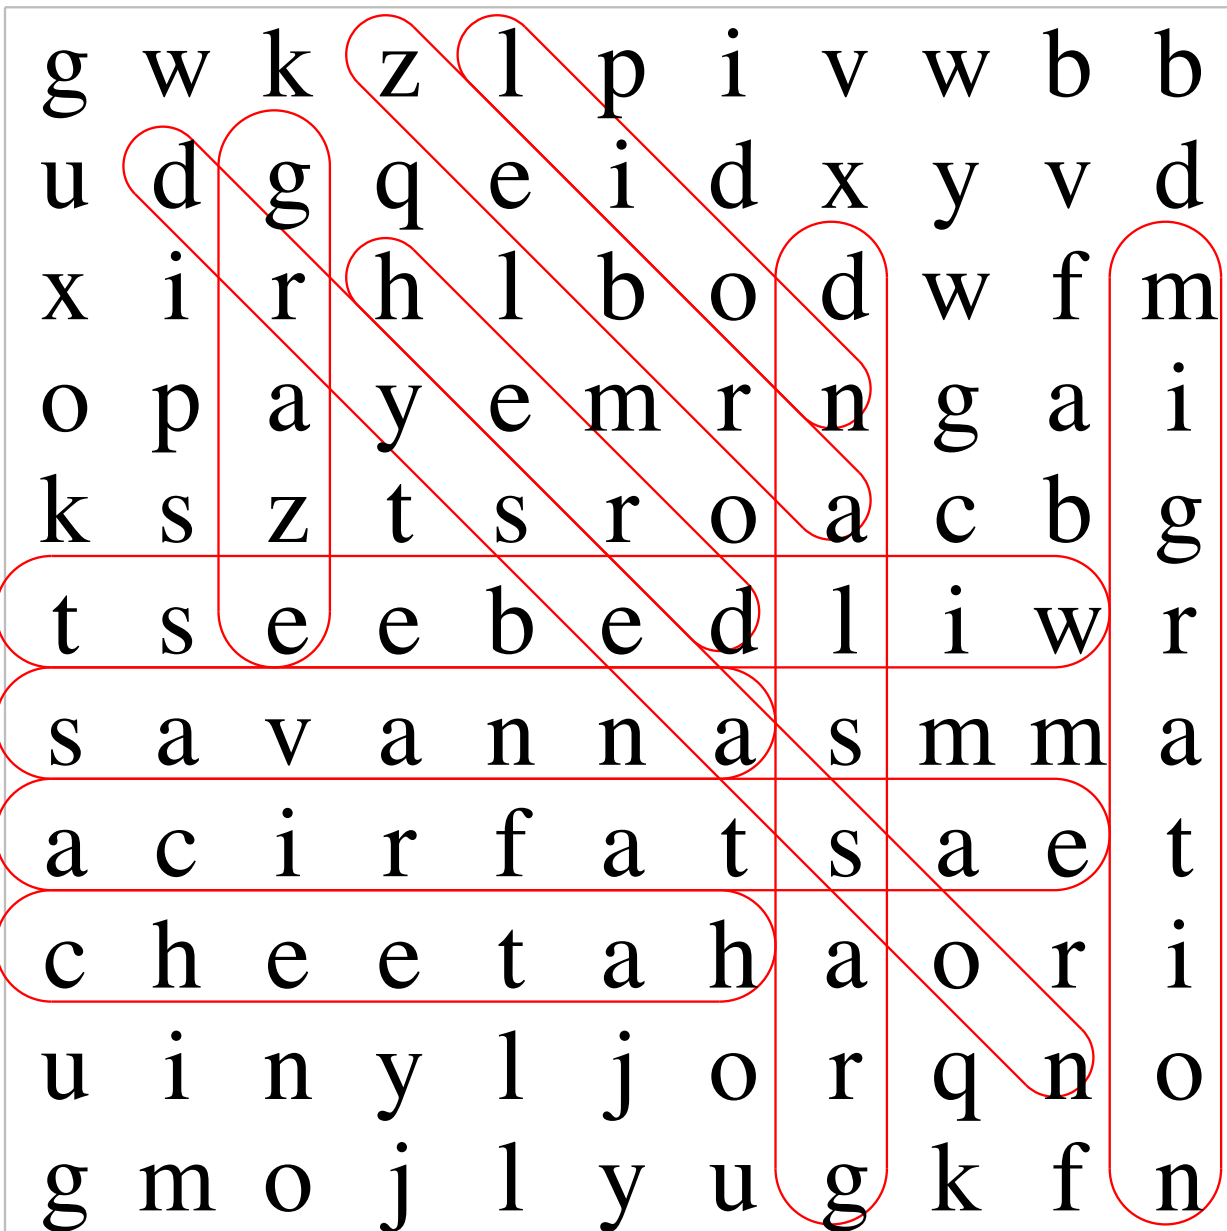 g w k z l p i v w b b
u d g q e i d x y v d
x i r h l b o d w f m
o p a y e m r n g a i
k s z t s r o a c b g
t s e e b e d l i w r
s a v a n n a s m m a
a c i r f a t s a e t
c h e e t a h a o r i
u i n y l j o r q n o
g m o j l y u g k f n